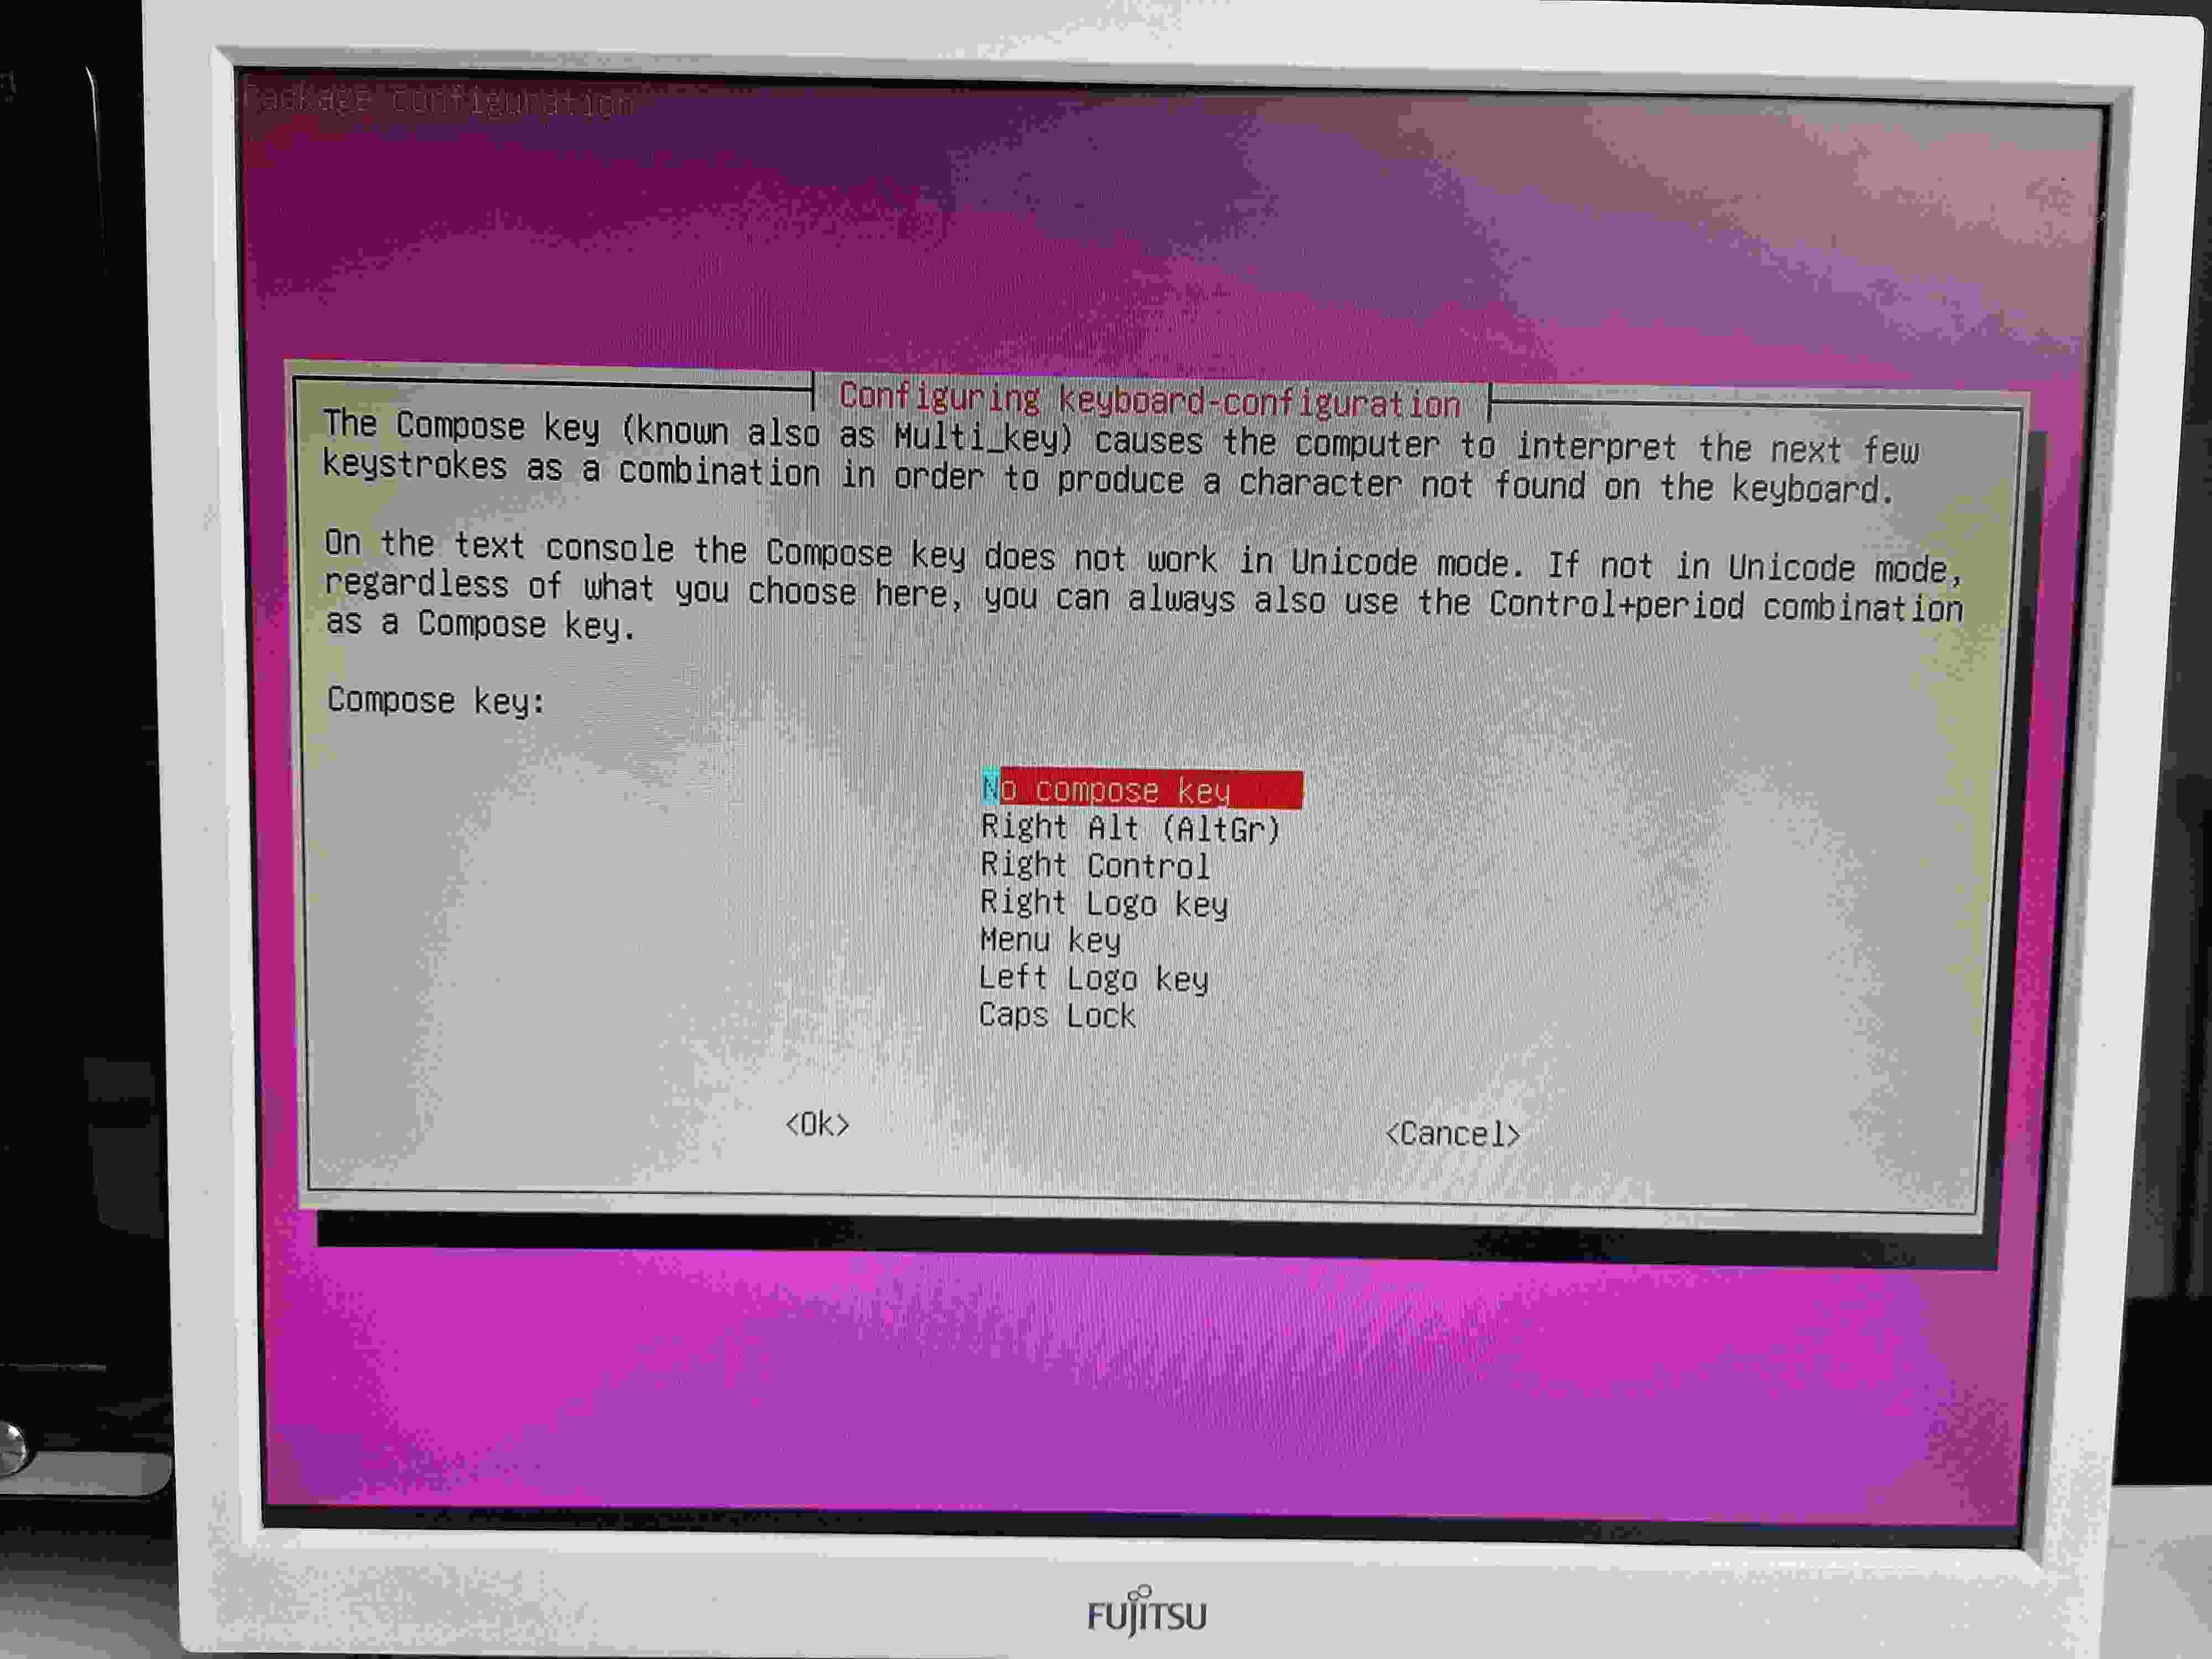 Package configuration
Configuring keyboard-configuration
The Compose key (known also as Multi_key) causes the computer to interpret the next few
keystrokes as a combination in order to produce a character not found on the keyboard.
On the text console the Compose key does not work in Unicode mode. If not in Unicode mode,
regardless of what you choose here, you can always also use the Control+period combination
as a Compose key.
Compose key:
No compose key
Right Alt (AltGr)
Right Control
Right Logo key
Menu key
Left Logo key
Caps Lock
<Ok> <Cancel>
FUJITSU